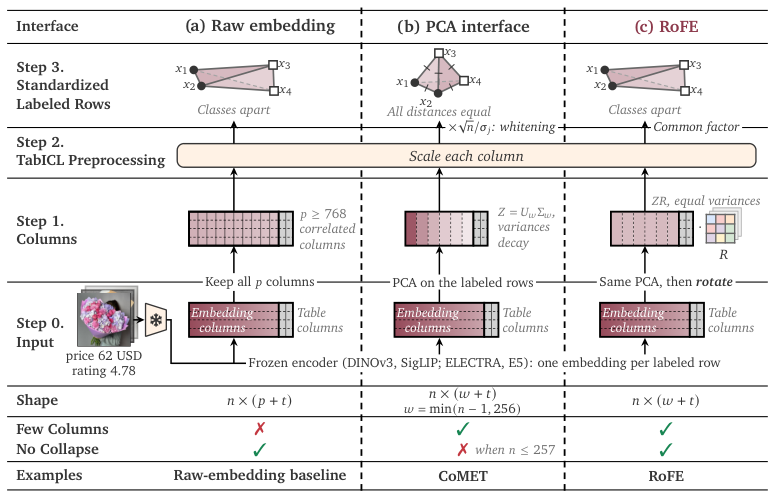 Interface
(a) Raw embedding
(b) PCA interface
(c) RoFE
Step 3.
Standardized
Labeled Rows
x₁
x₂
x₃
x₄
Classes apart
x₃
x₁
x₄
x₂
All distances equal
x₁
x₂
x₃
x₄
Classes apart
×√n/σⱼ: whitening
Common factor
Step 2.
TabICL Preprocessing
Scale each column
Step 1.
Columns
p ≥ 768
correlated
columns
Z = U_wΣ_w,
variances
decay
ZR, equal variances
·
R
Keep all p columns
PCA on the labeled rows
Same PCA, then rotate
Step 0.
Input
price 62 USD
rating 4.78
Embedding
columns
Table
columns
Embedding
columns
Table
columns
Embedding
columns
Table
columns
Frozen encoder (DINOv3, SigLIP; ELECTRA, E5): one embedding per labeled row
Shape
n × (p + t)
n × (w + t)
w = min(n − 1, 256)
n × (w + t)
Few Columns
✗
✓
✓
No Collapse
✓
✗ when n ≤ 257
✓
Examples
Raw-embedding baseline
CoMET
RoFE